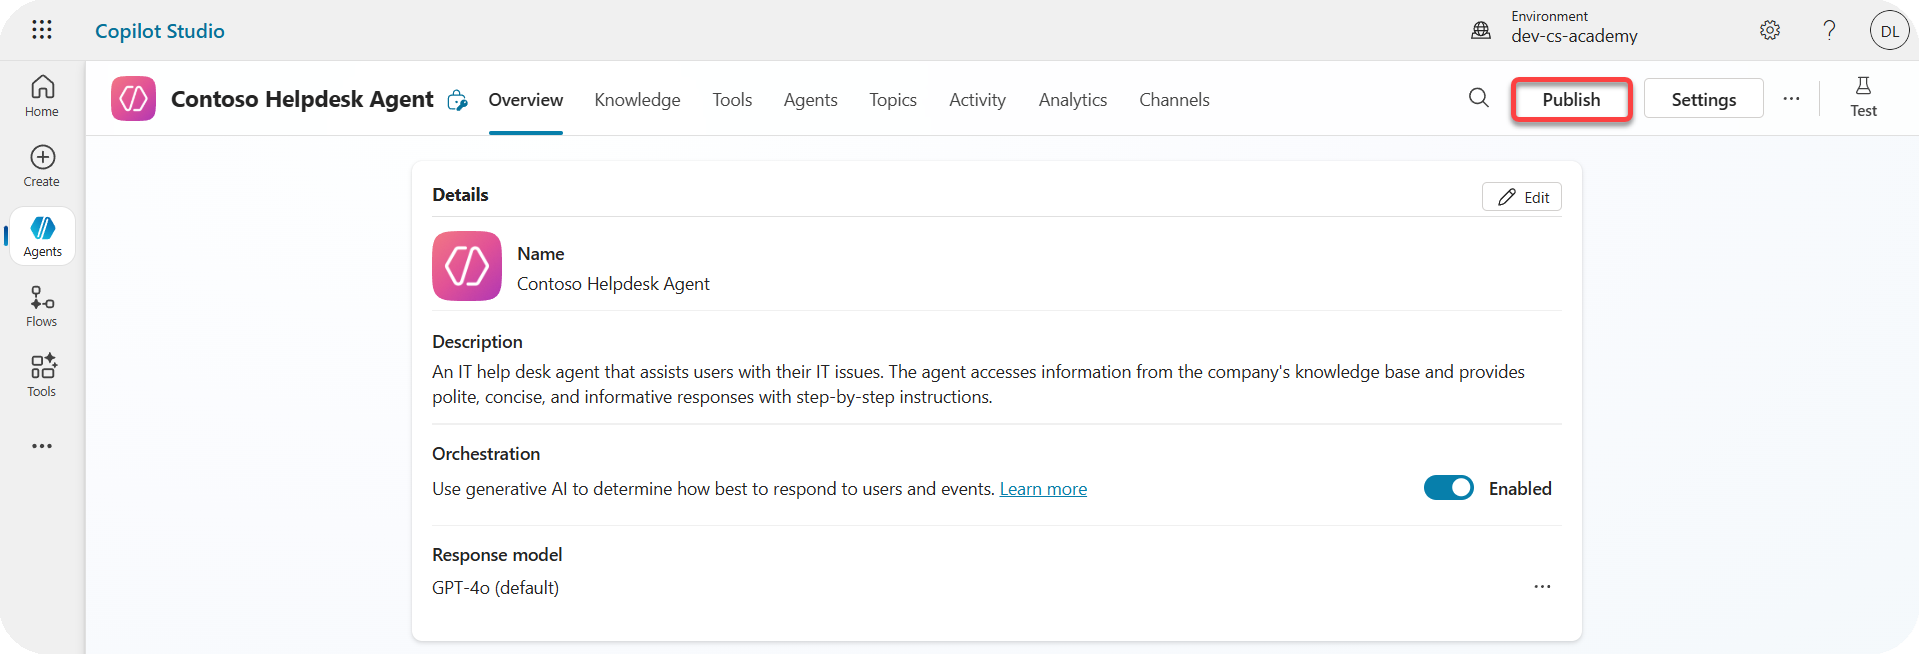 Copilot Studio
Environment
dev-cs-academy
?
DL
Home
Create
Agents
Flows
Tools
Contoso Helpdesk Agent
Overview
Knowledge
Tools
Agents
Topics
Activity
Analytics
Channels
Publish
Settings
Test
Details
Edit
Name
Contoso Helpdesk Agent
Description
An IT help desk agent that assists users with their IT issues. The agent accesses information from the company's knowledge base and provides
polite, concise, and informative responses with step-by-step instructions.
Orchestration
Use generative AI to determine how best to respond to users and events. Learn more
Enabled
Response model
GPT-4o (default)